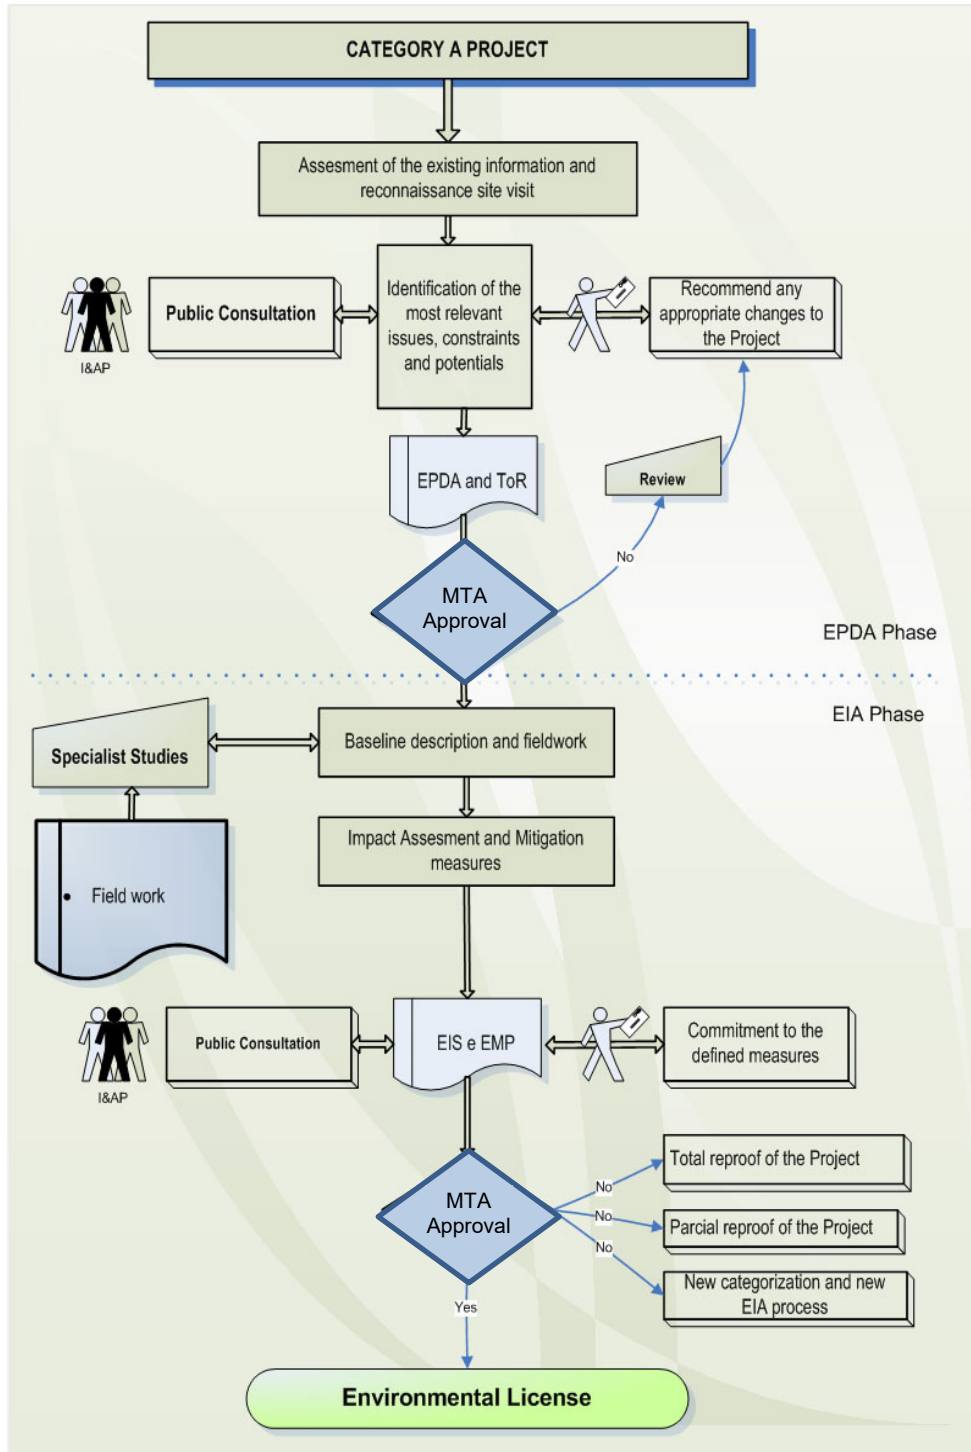 CATEGORY A PROJECT
Assesment of the existing information and
reconnaissance site visit
I&AP
Public Consultation
Identification of the
most relevant
issues, constraints
and potentials
Recommend any
appropriate changes to
the Project
EPDA and ToR
Review
No
MTA
Approval
EPDA Phase
EIA Phase
Specialist Studies
Baseline description and fieldwork
Field work
Impact Assesment and Mitigation
measures
I&AP
Public Consultation
EIS e EMP
Commitment to the
defined measures
MTA
Approval
No
Total reproof of the Project
No
Parcial reproof of the Project
No
New categorization and new
EIA process
Yes
Environmental License